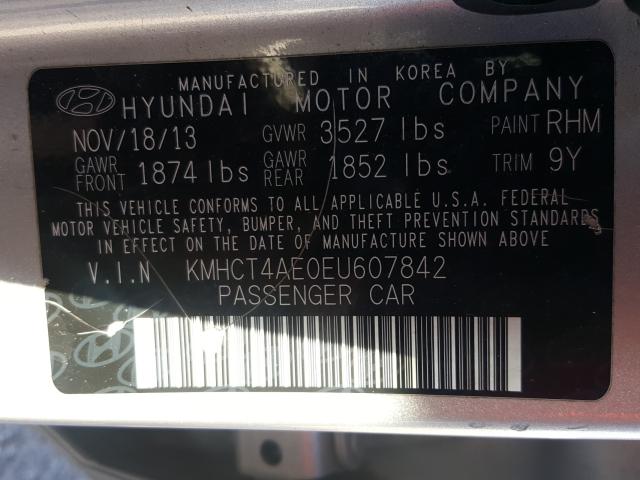 MANUFACTURED IN KOREA BY
HYUNDAI MOTOR COMPANY
NOV/18/13 GVWR 3527 lbs PAINT RHM
GAWR FRONT 1874 lbs GAWR REAR 1852 lbs TRIM 9Y
THIS VEHICLE CONFORMS TO ALL APPLICABLE U.S.A. FEDERAL
MOTOR VEHICLE SAFETY, BUMPER, AND THEFT PREVENTION STANDARDS
IN EFFECT ON THE DATE OF MANUFACTURE SHOWN ABOVE.
V.I.N KMHCT4AE0EU607842
PASSENGER CAR